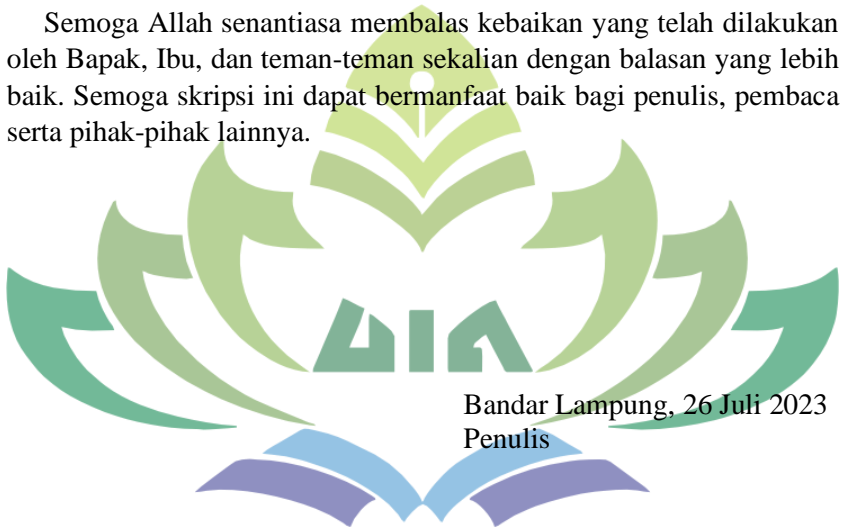 Semoga Allah senantiasa membalas kebaikan yang telah dilakukan
oleh Bapak, Ibu, dan teman-teman sekalian dengan balasan yang lebih
baik. Semoga skripsi ini dapat bermanfaat baik bagi penulis, pembaca
serta pihak-pihak lainnya.
UIN
Bandar Lampung, 26 Juli 2023
Penulis